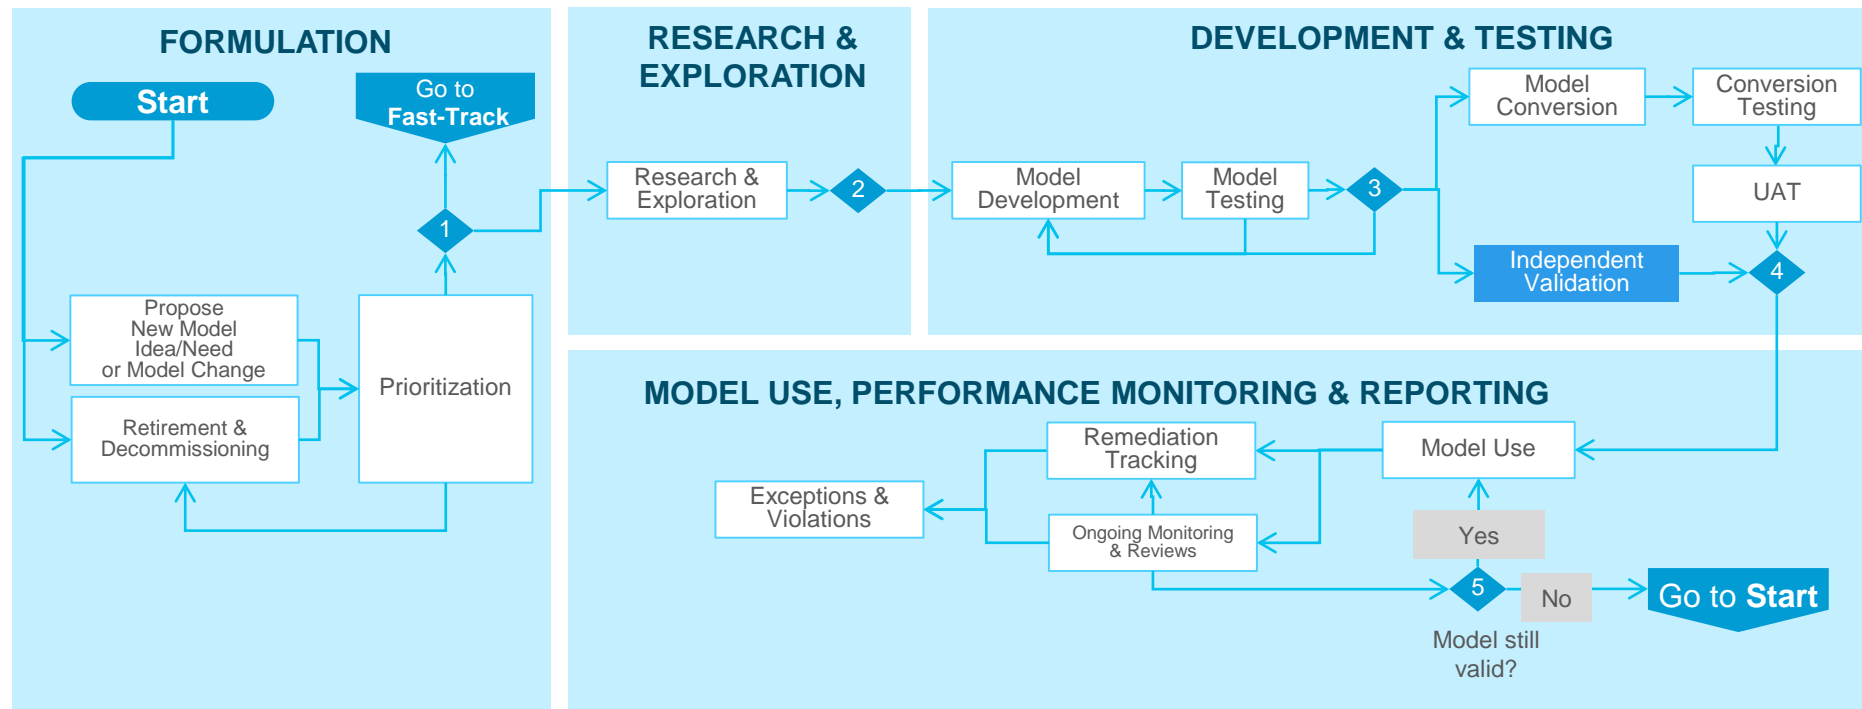 FORMULATION
Start
Go to
Fast-Track
1
Propose
New Model
Idea/Need
or Model Change
Retirement &
Decommissioning
Prioritization
RESEARCH &
EXPLORATION
Research &
Exploration
2
DEVELOPMENT & TESTING
Model
Development
Model
Testing
3
Model
Conversion
Conversion
Testing
UAT
Independent
Validation
4
MODEL USE, PERFORMANCE MONITORING & REPORTING
Remediation
Tracking
Model Use
Exceptions &
Violations
Ongoing Monitoring
& Reviews
Yes
5
No
Go to Start
Model still
valid?